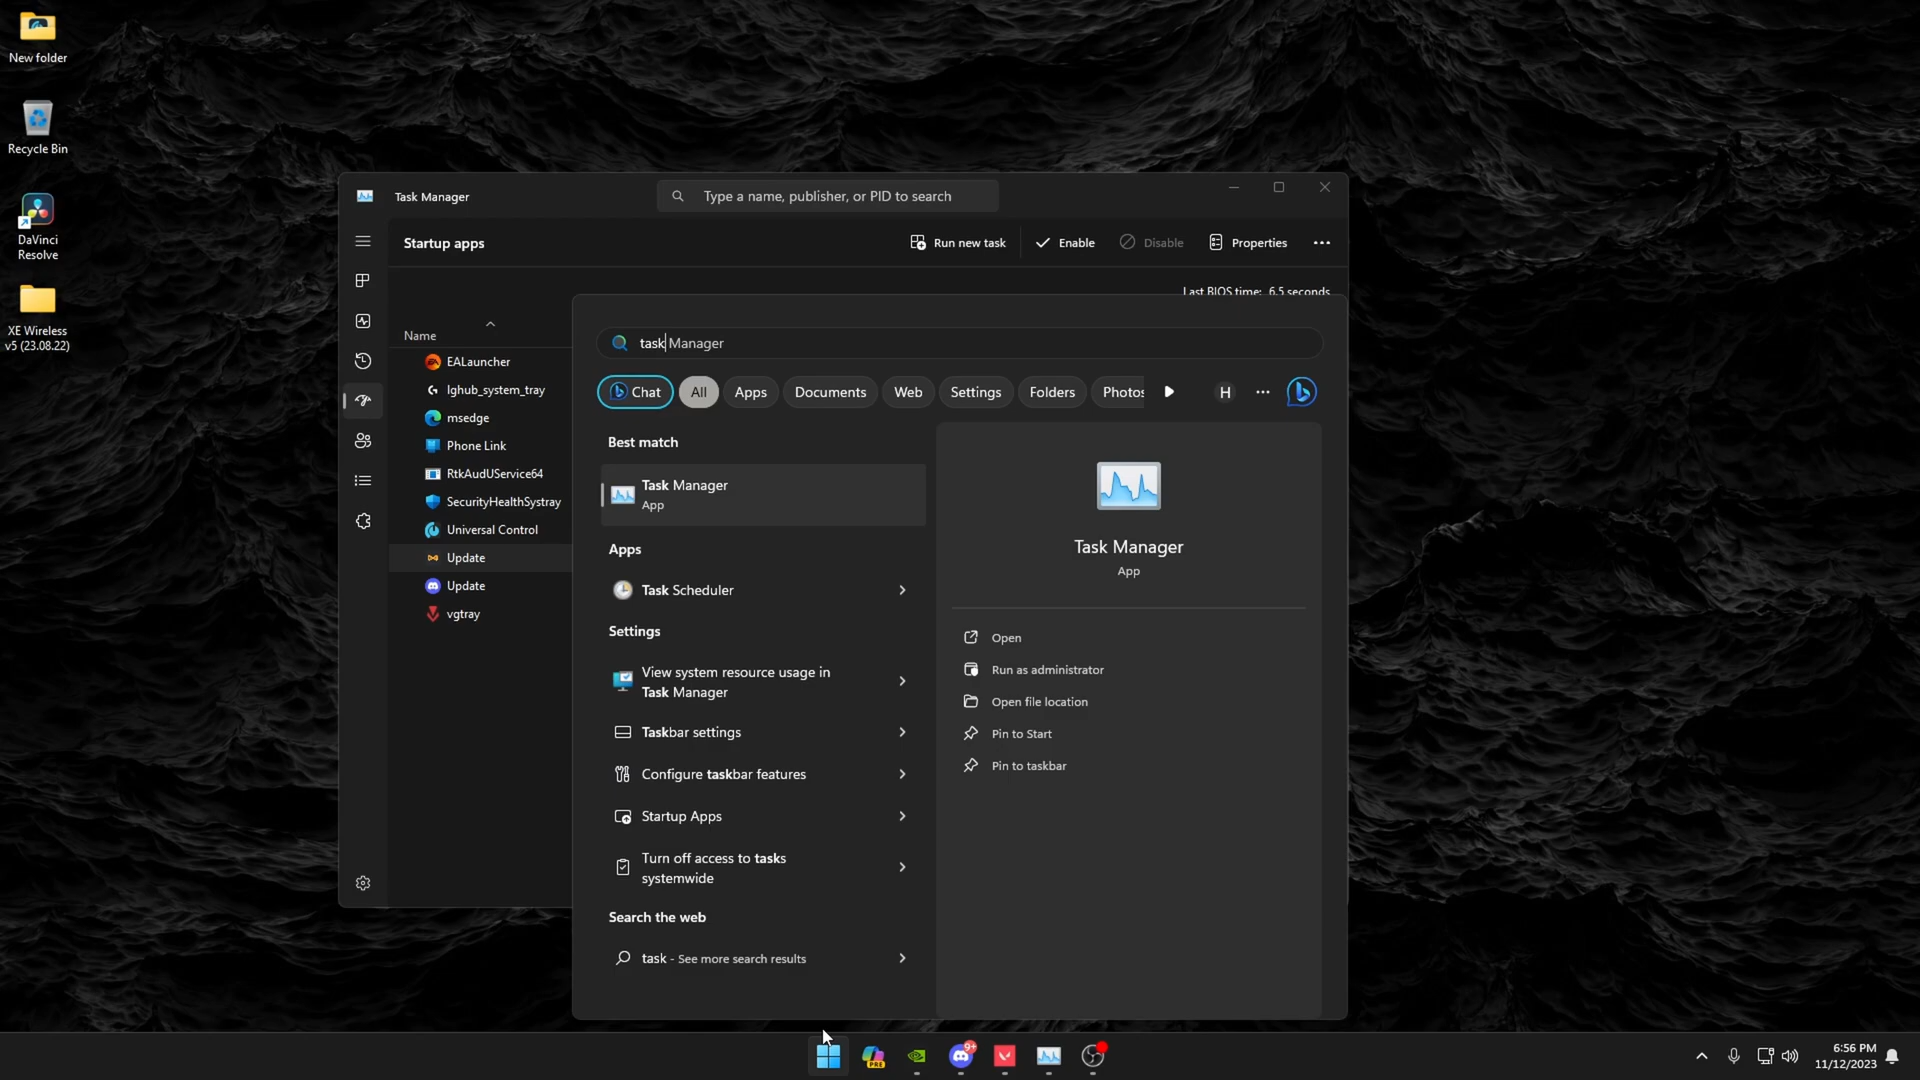 New folder
Recycle Bin
DaVinci
Resolve
XE Wireless
v5 (23.08.22)
Task Manager
Type a name, publisher, or PID to search
Startup apps
Run new task
Enable
Disable
Properties
Last BIOS time: 6.5 seconds
Name
EALauncher
lghub_system_tray
msedge
Phone Link
RtkAudUService64
SecurityHealthSystray
Universal Control
Update
Update
vgtray
task Manager
Chat
All
Apps
Documents
Web
Settings
Folders
Photos
H
Best match
Task Manager
App
Apps
Task Scheduler
Settings
View system resource usage in
Task Manager
Taskbar settings
Configure taskbar features
Startup Apps
Turn off access to tasks
systemwide
Search the web
task - See more search results
Task Manager
App
Open
Run as administrator
Open file location
Pin to Start
Pin to taskbar
PRE
9+
6:56 PM
11/12/2023